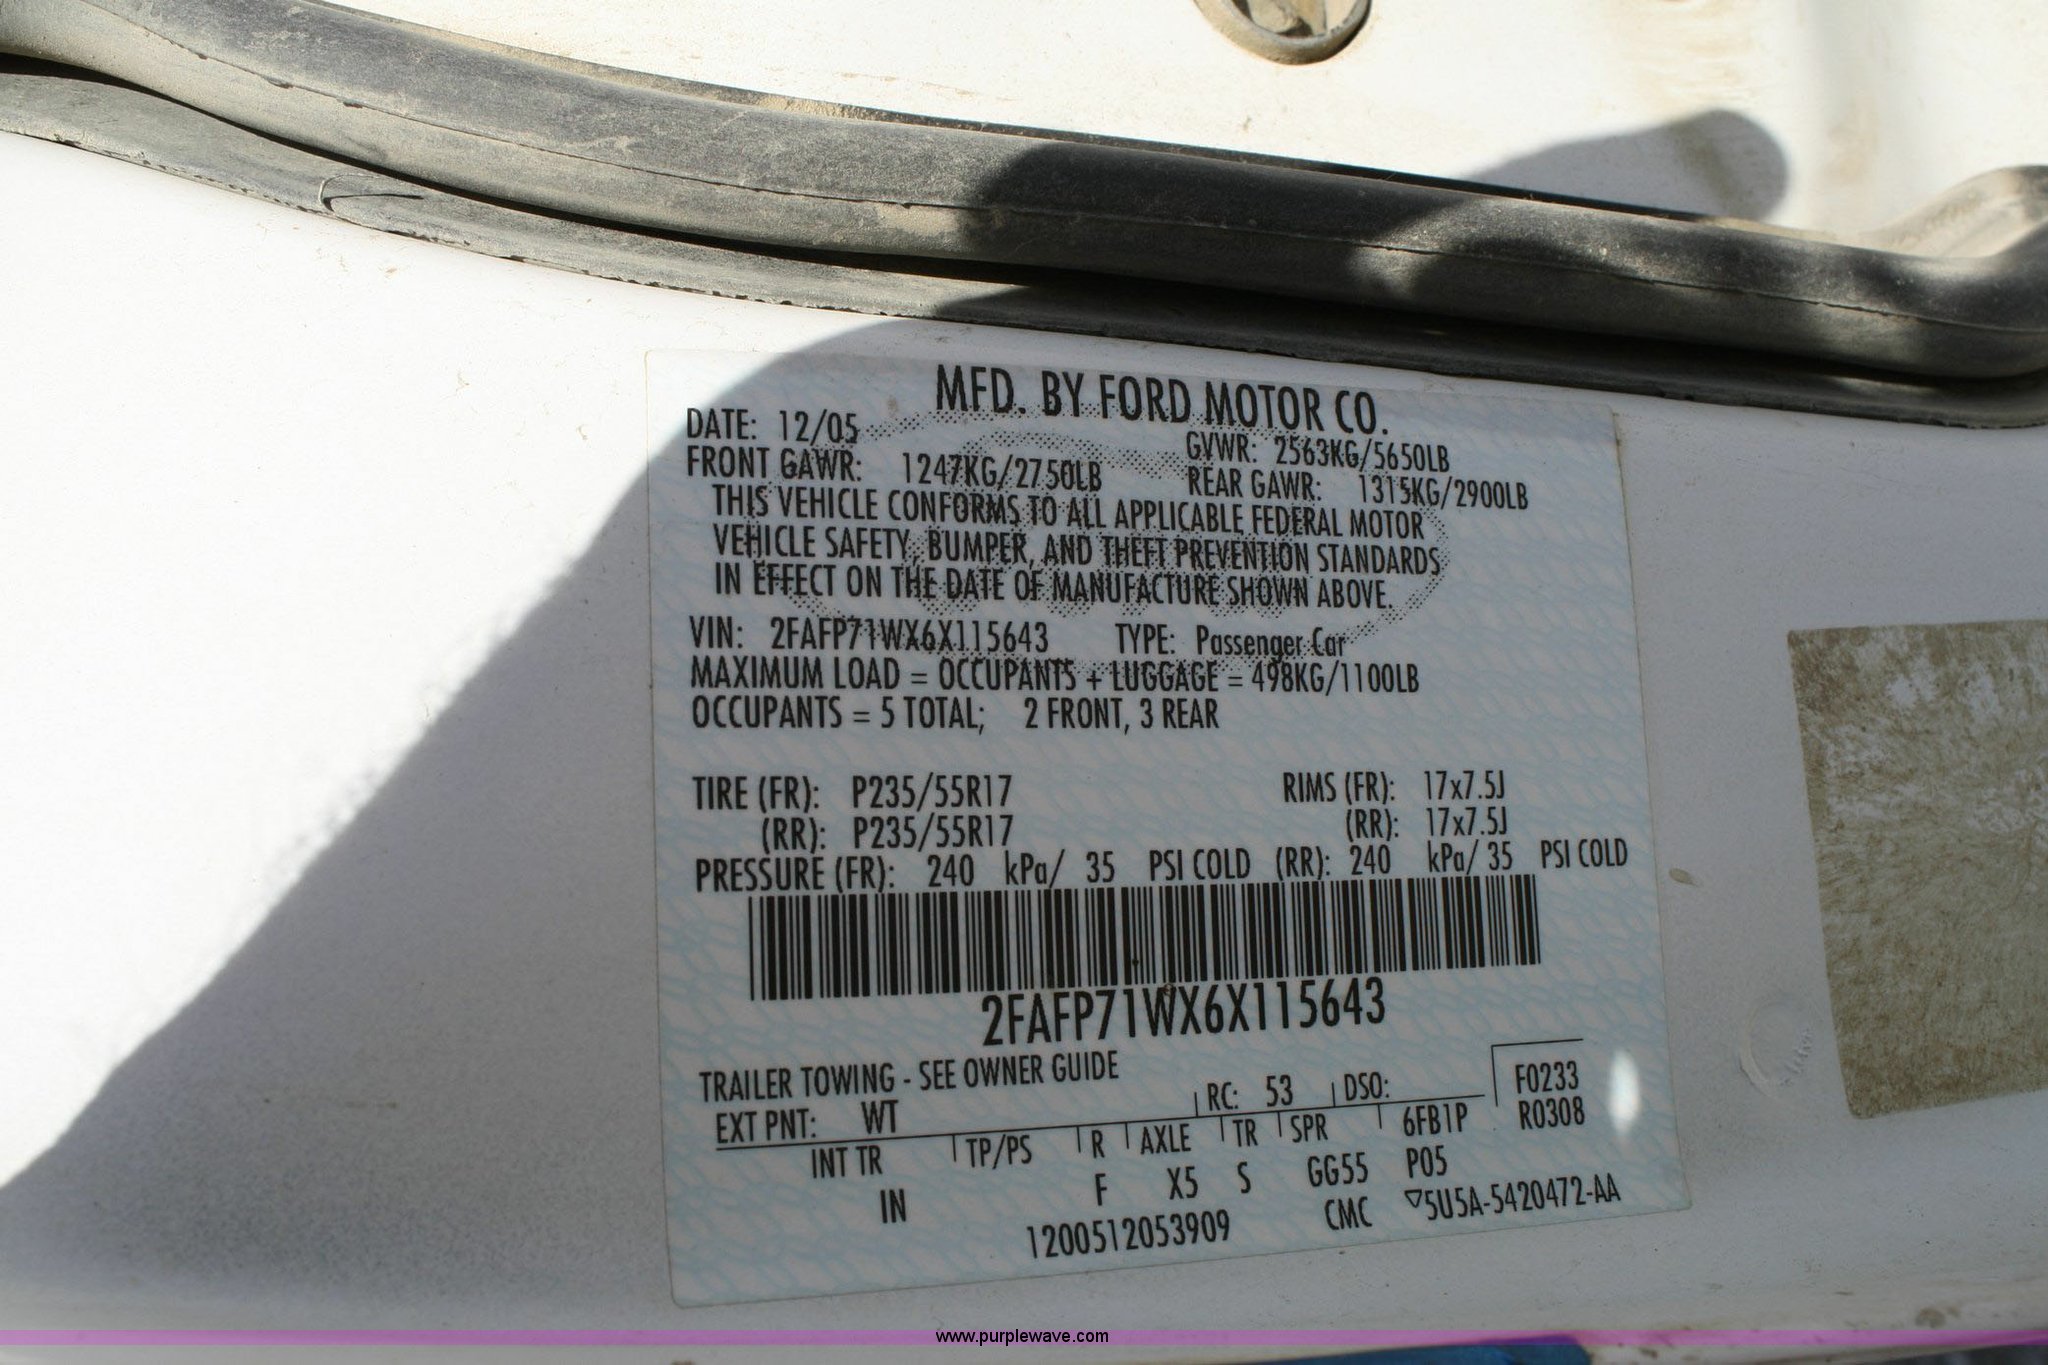 MFD. BY FORD MOTOR CO.
DATE: 12/05 GVWR: 2563KG/5650LB
FRONT GAWR: 1247KG/2750LB REAR GAWR: 1315KG/2900LB
THIS VEHICLE CONFORMS TO ALL APPLICABLE FEDERAL MOTOR
VEHICLE SAFETY, BUMPER, AND THEFT PREVENTION STANDARDS
IN EFFECT ON THE DATE OF MANUFACTURE SHOWN ABOVE.
VIN: 2FAFP71WX6X115643 TYPE: Passenger Car
MAXIMUM LOAD = OCCUPANTS + LUGGAGE = 498KG/1100LB
OCCUPANTS = 5 TOTAL; 2 FRONT, 3 REAR
TIRE (FR): P235/55R17 RIMS (FR): 17x7.5J
(RR): P235/55R17 (RR): 17x7.5J
PRESSURE (FR): 240 kPa/ 35 PSI COLD (RR): 240 kPa/ 35 PSI COLD
2FAFP71WX6X115643
TRAILER TOWING - SEE OWNER GUIDE
EXT PNT: WT RC: 53 DSO: F0233
INT TR TP/PS R AXLE TR SPR 6FB1P R0308
IN F X5 S GG55 P05
1200512053909 CMC ▽5U5A-5420472-AA
www.purplewave.com